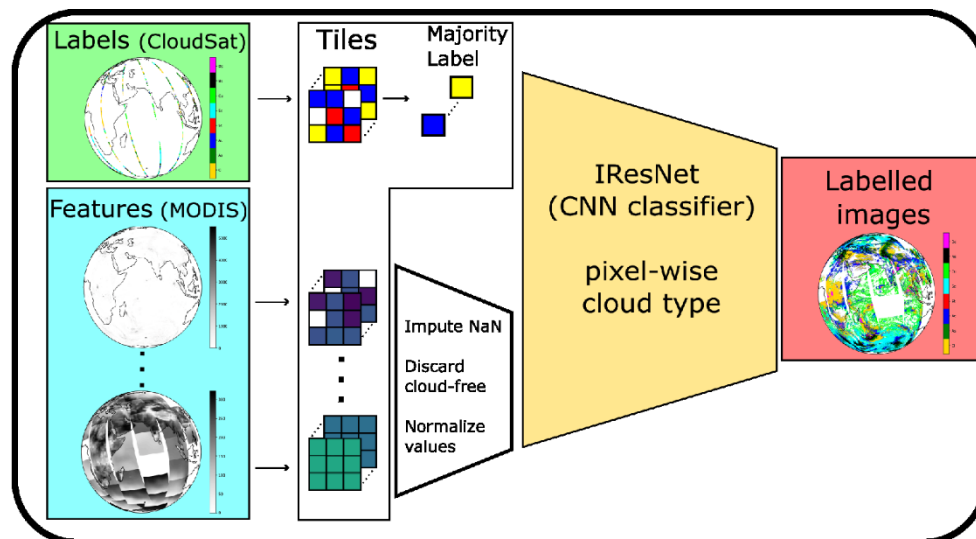 Labels (CloudSat)
Tiles
Majority
Label
Features (MODIS)
Impute NaN
Discard
cloud-free
Normalize
values
IResNet
(CNN classifier)
pixel-wise
cloud type
Labelled
images